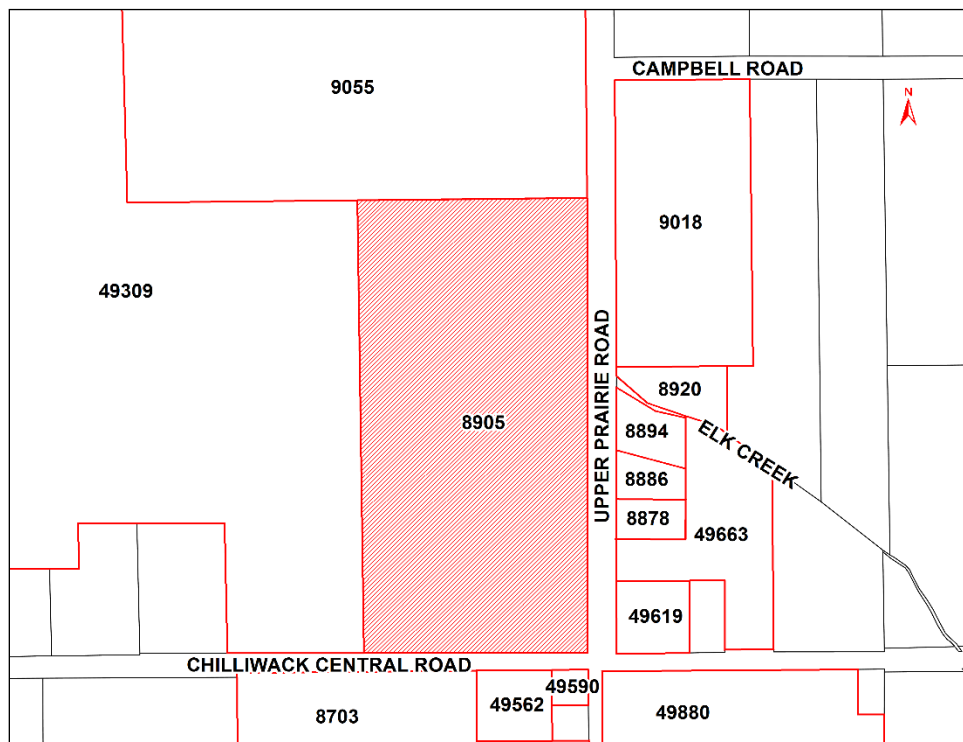 CAMPBELL ROAD
9055
N
9018
49309
UPPER PRAIRIE ROAD
8920
8905
8894
ELK CREEK
8886
8878
49663
49619
CHILLIWACK CENTRAL ROAD
49590
49562
8703
49880